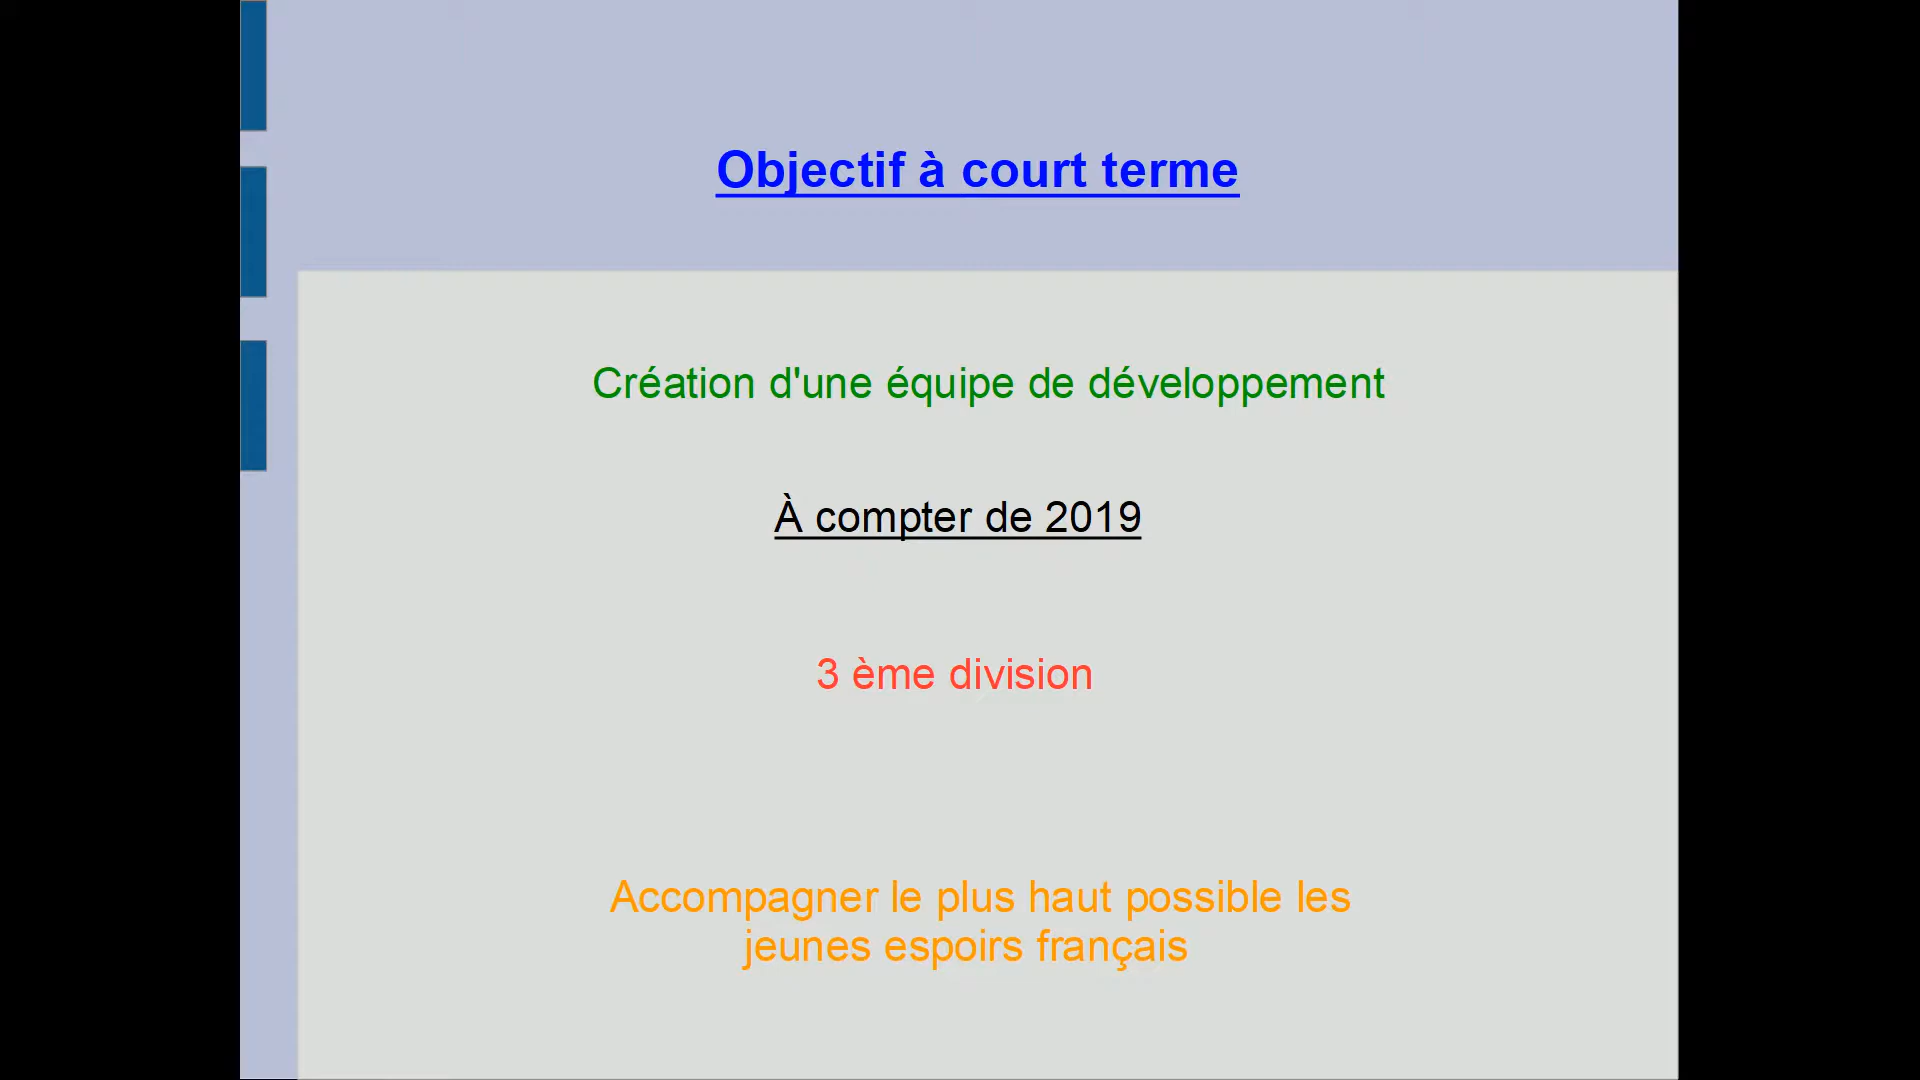 Objectif à court terme
Création d'une équipe de développement
À compter de 2019
3 ème division
Accompagner le plus haut possible les
jeunes espoirs français